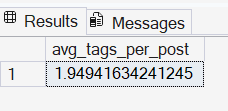 Results Messages
avg_tags_per_post
1 1.94941634241245